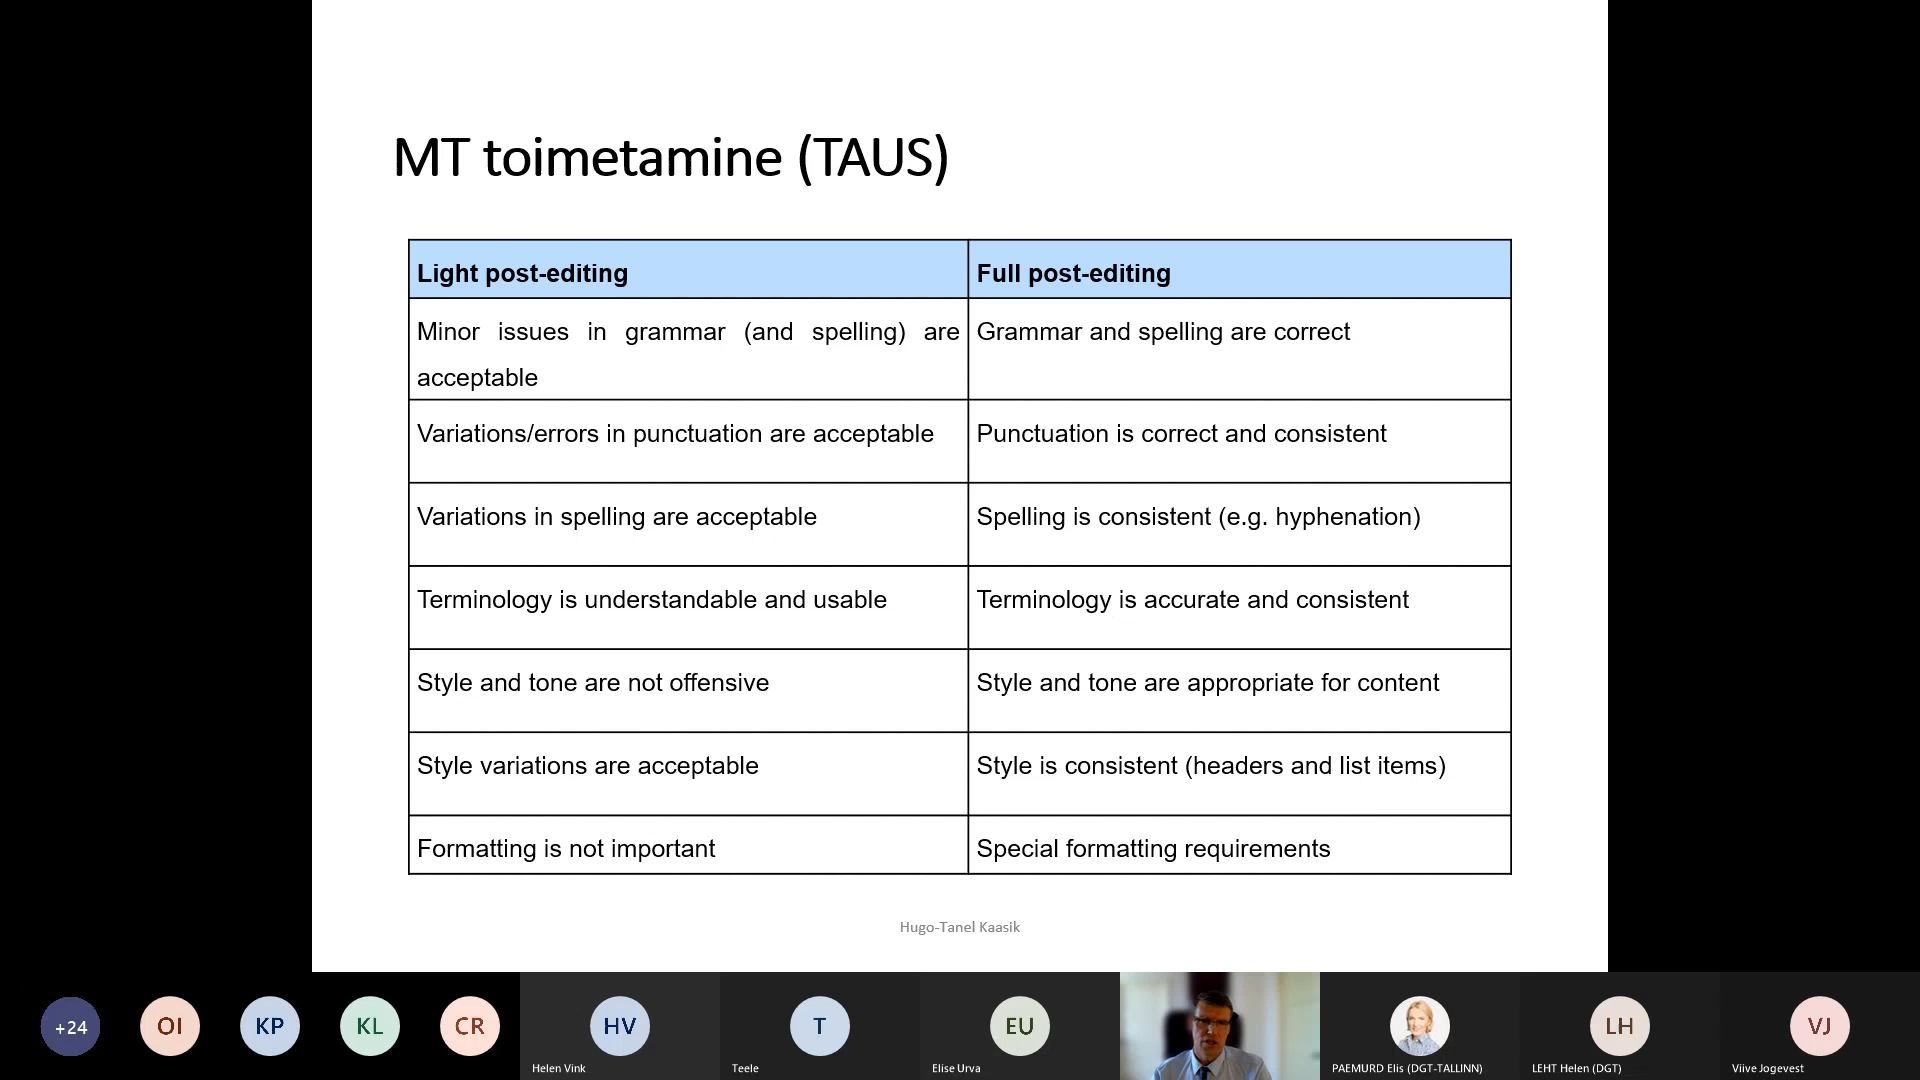 MT toimetamine (TAUS)
Light post-editing
Full post-editing
Minor issues in grammar (and spelling) are
acceptable
Grammar and spelling are correct
Variations/errors in punctuation are acceptable
Punctuation is correct and consistent
Variations in spelling are acceptable
Spelling is consistent (e.g. hyphenation)
Terminology is understandable and usable
Terminology is accurate and consistent
Style and tone are not offensive
Style and tone are appropriate for content
Style variations are acceptable
Style is consistent (headers and list items)
Formatting is not important
Special formatting requirements
Hugo-Tanel Kaasik
+24
OI
KP
KL
CR
HV
Helen Vink
T
Teele
EU
Elise Urva
PAEMURD Elis (DGT-TALLINN)
LH
LEHT Helen (DGT)
VJ
Viive Jogevest